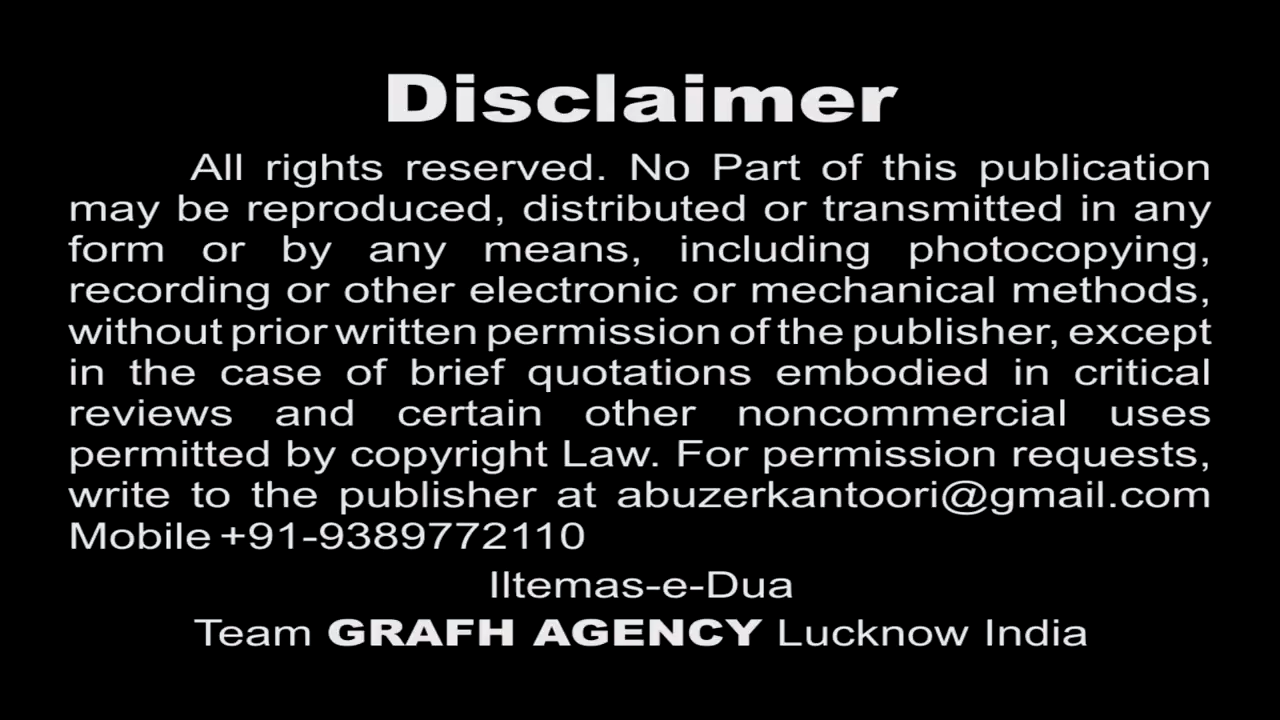 Disclaimer
All rights reserved. No Part of this publication
may be reproduced, distributed or transmitted in any
form or by any means, including photocopying,
recording or other electronic or mechanical methods,
without prior written permission of the publisher, except
in the case of brief quotations embodied in critical
reviews and certain other noncommercial uses
permitted by copyright Law. For permission requests,
write to the publisher at abuzerkantoori@gmail.com
Mobile +91-9389772110
IItemas-e-Dua
Team GRAFH AGENCY Lucknow India